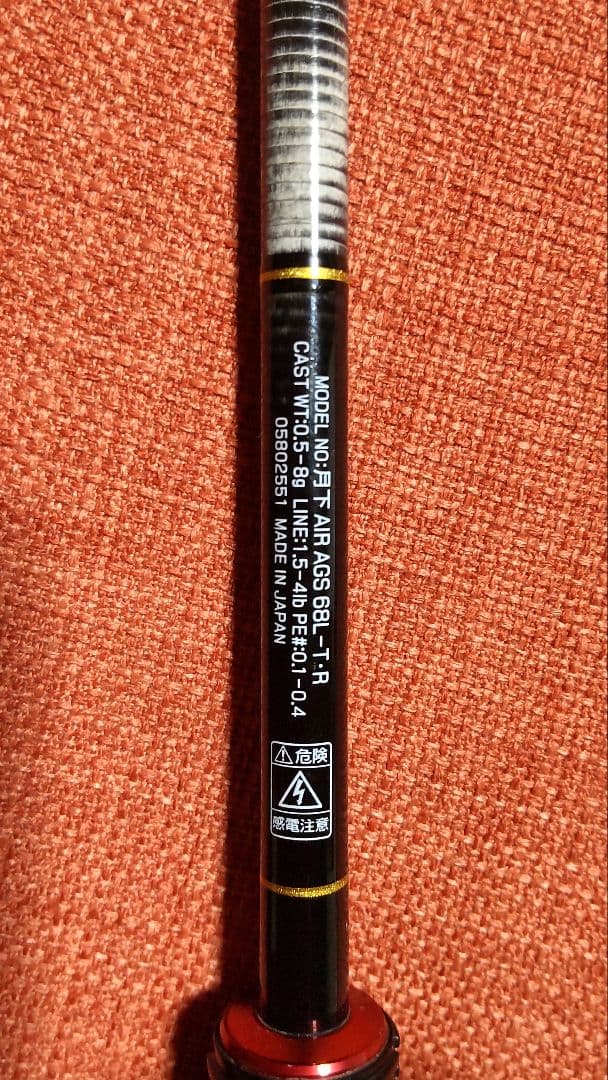 MODEL NO:月下 AIR AGS 68L-T・R
CAST WT:0.5-8g LINE:1.5-4lb PE#:0.1-0.4
05802551 MADE IN JAPAN
危険
感電注意